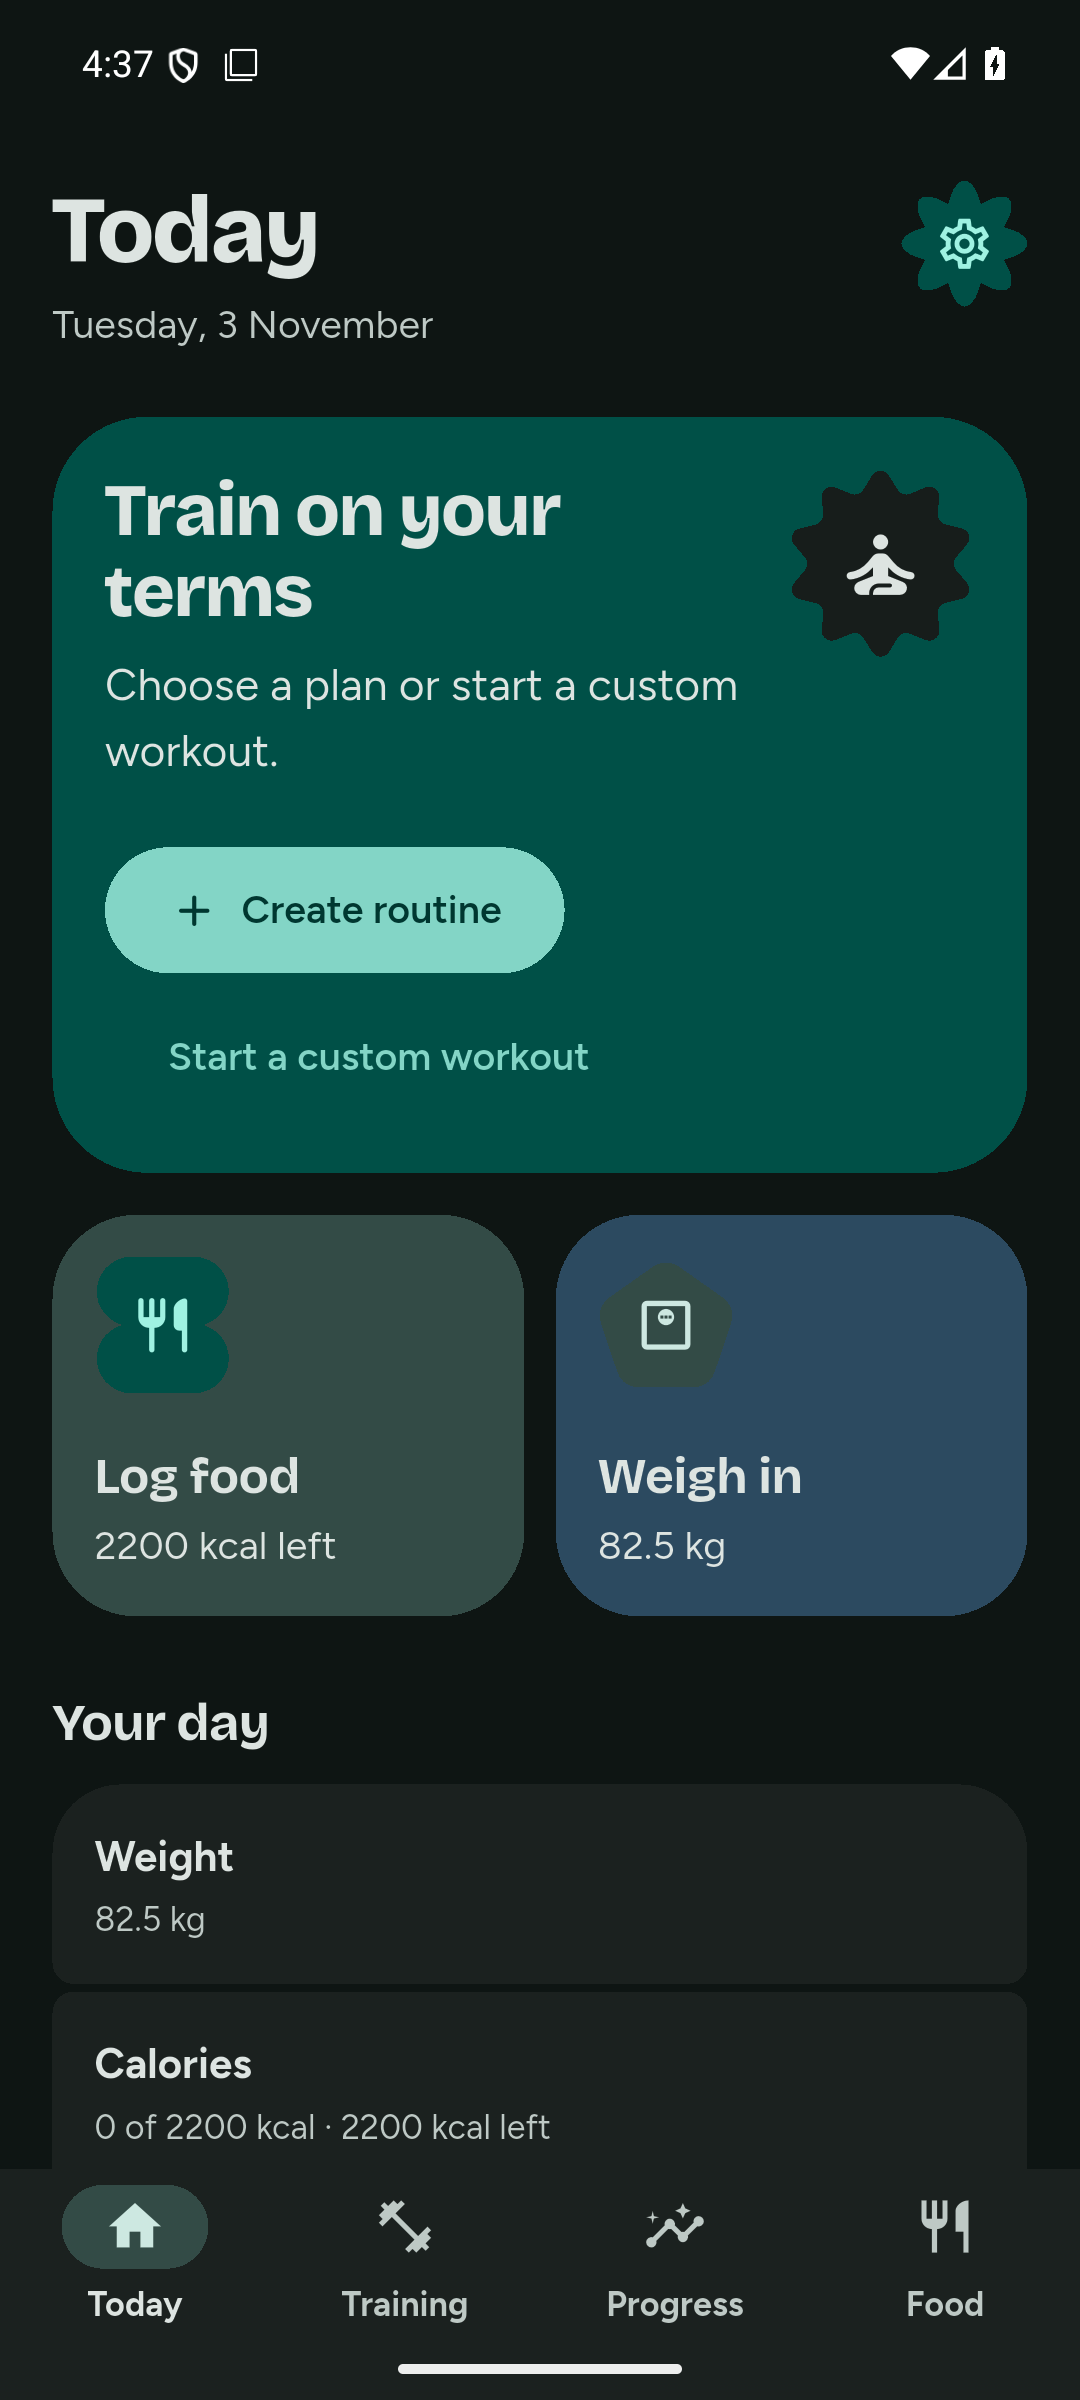 4:37
Today
Tuesday, 3 November
Train on your
terms
Choose a plan or start a custom
workout.
Create routine
Start a custom workout
Log food
2200 kcal left
Weigh in
82.5 kg
Your day
Weight
82.5 kg
Calories
0 of 2200 kcal · 2200 kcal left
Today
Training
Progress
Food